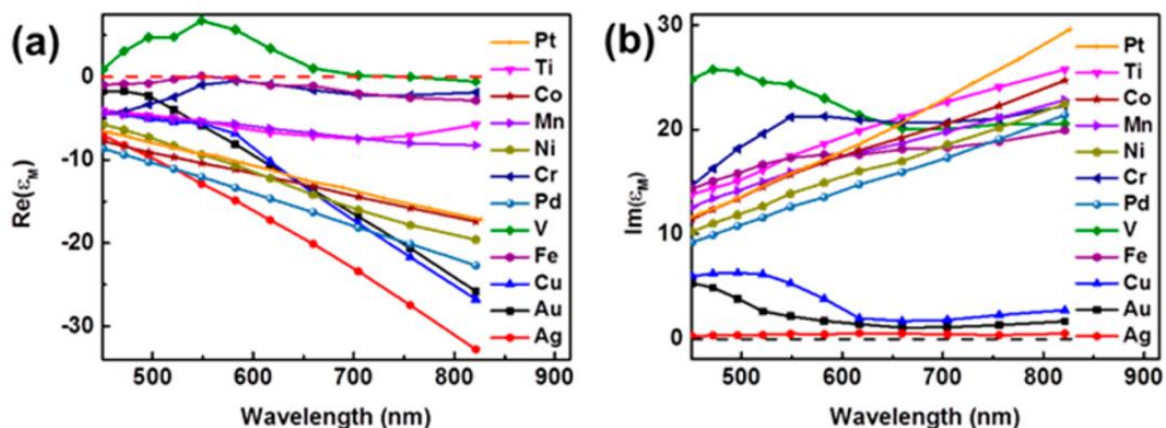 (a)
Re(εM)
0
-10
-20
-30
500
600
700
800
900
Wavelength (nm)
Pt
Ti
Co
Mn
Ni
Cr
Pd
V
Fe
Cu
Au
Ag
(b)
Im(εM)
30
20
10
0
500
600
700
800
900
Wavelength (nm)
Pt
Ti
Co
Mn
Ni
Cr
Pd
V
Fe
Cu
Au
Ag